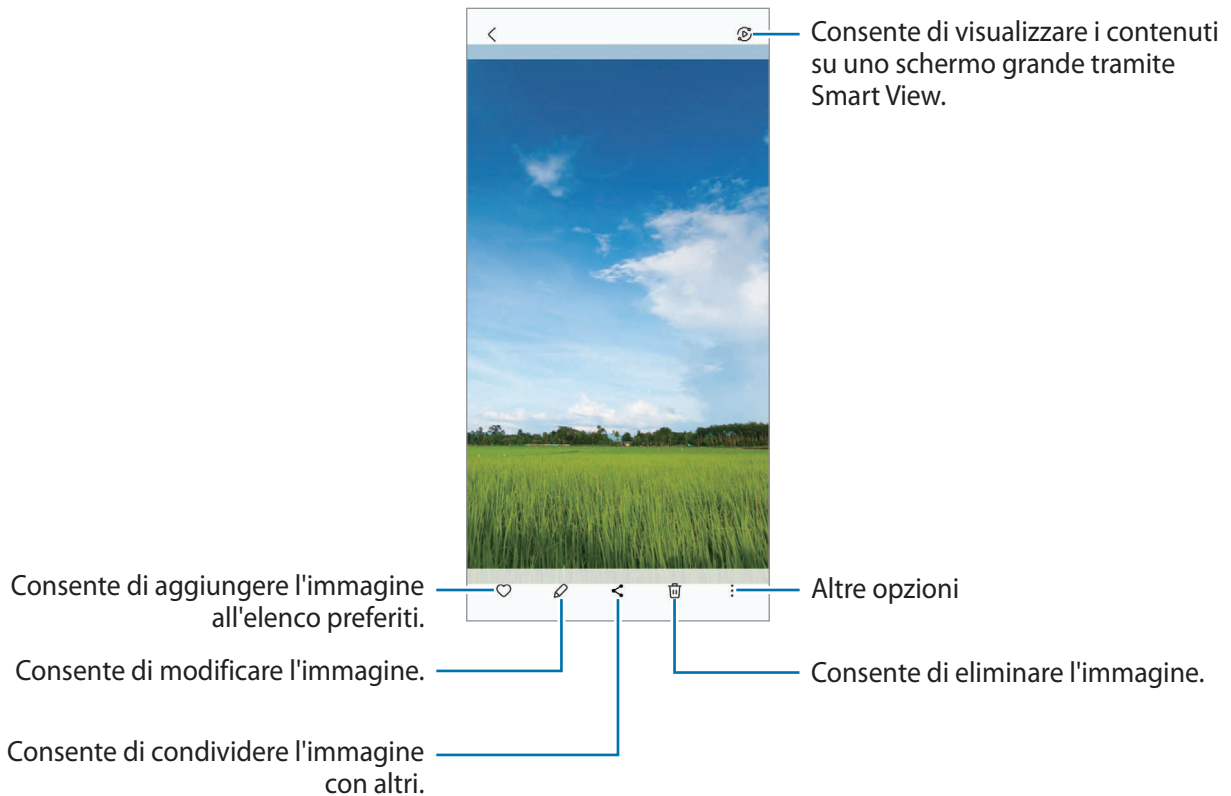 Consente di visualizzare i contenuti
su uno schermo grande tramite
Smart View.
Consente di aggiungere l'immagine
all'elenco preferiti.
Altre opzioni
Consente di modificare l'immagine.
Consente di eliminare l'immagine.
Consente di condividere l'immagine
con altri.